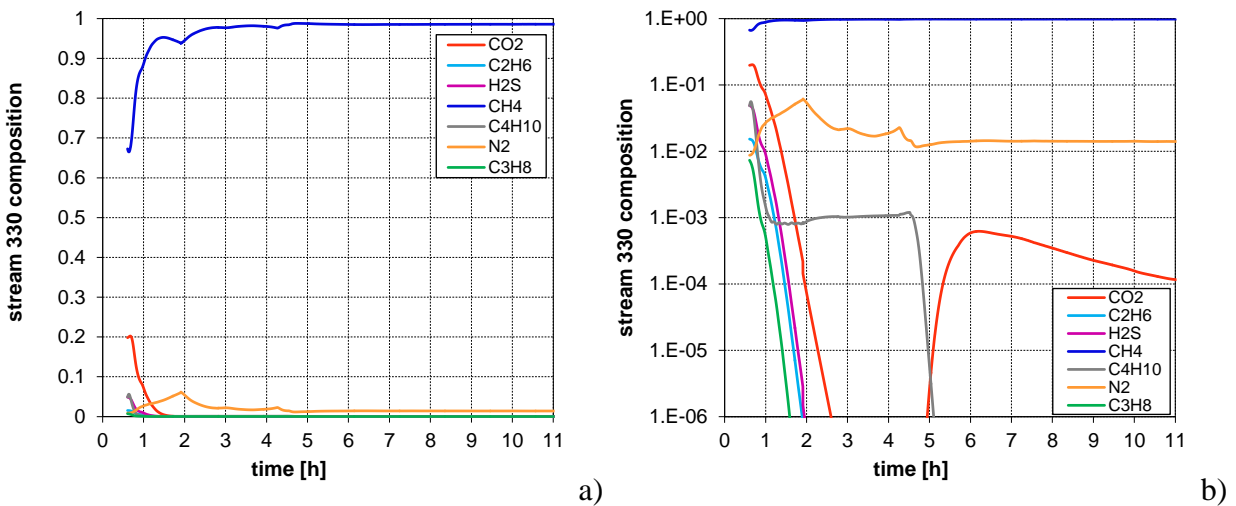 stream 330 composition
1
0.9
0.8
0.7
0.6
0.5
0.4
0.3
0.2
0.1
0
CO2
C2H6
H2S
CH4
C4H10
N2
C3H8
0 1 2 3 4 5 6 7 8 9 10 11
time [h]
a)
stream 330 composition
1.E+00
1.E-01
1.E-02
1.E-03
1.E-04
1.E-05
1.E-06
CO2
C2H6
H2S
CH4
C4H10
N2
C3H8
0 1 2 3 4 5 6 7 8 9 10 11
time [h]
b)